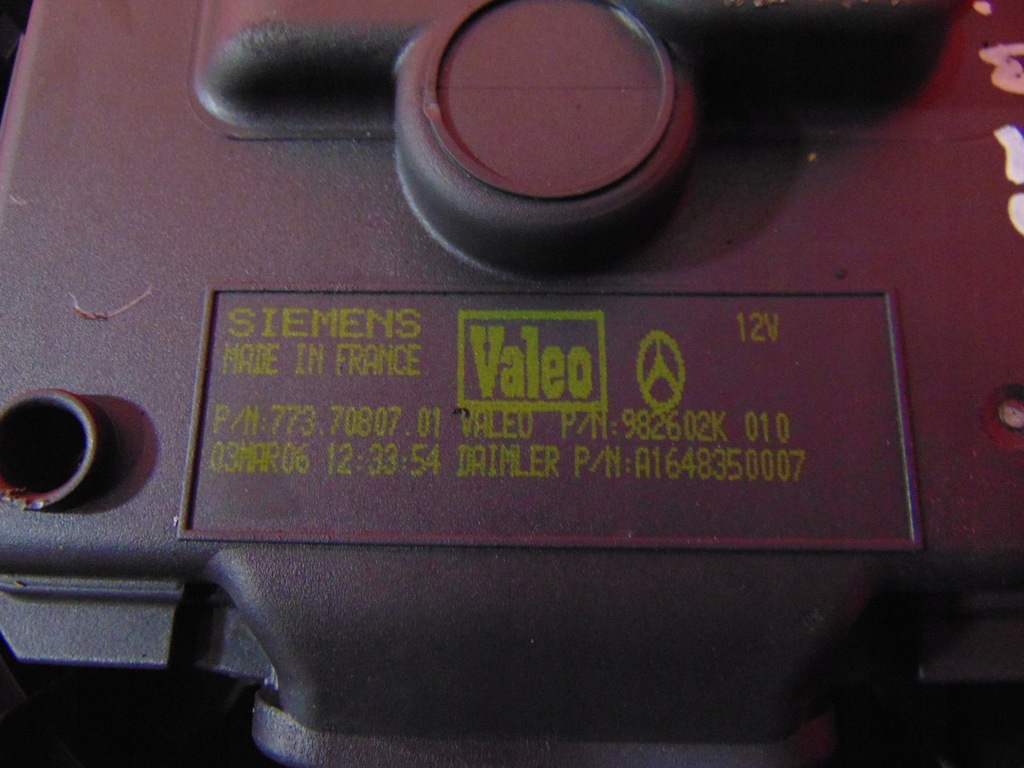 SIEMENS
MADE IN FRANCE
Valeo
12V
P/N:773.70807.01 VALEO P/N:982602K 010
03MAR06 12:33:54 DAIMLER P/N:A1648350007